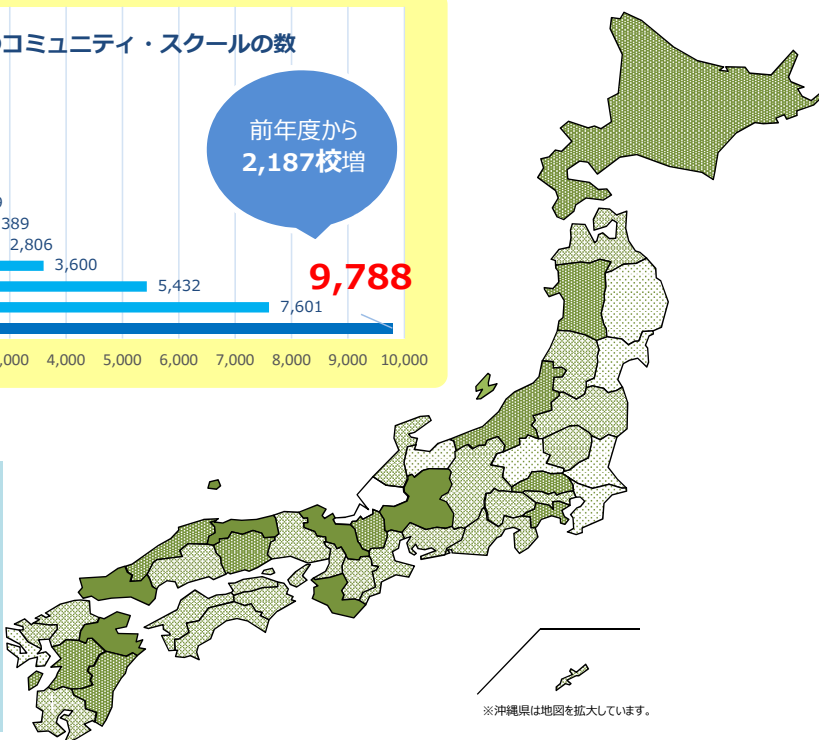 コミュニティ・スクールの数
前年度から
2,187校増
389
2,806
3,600
9,788
5,432
7,601
4,000 5,000 6,000 7,000 8,000 9,000 10,000
※沖縄県は地図を拡大しています。